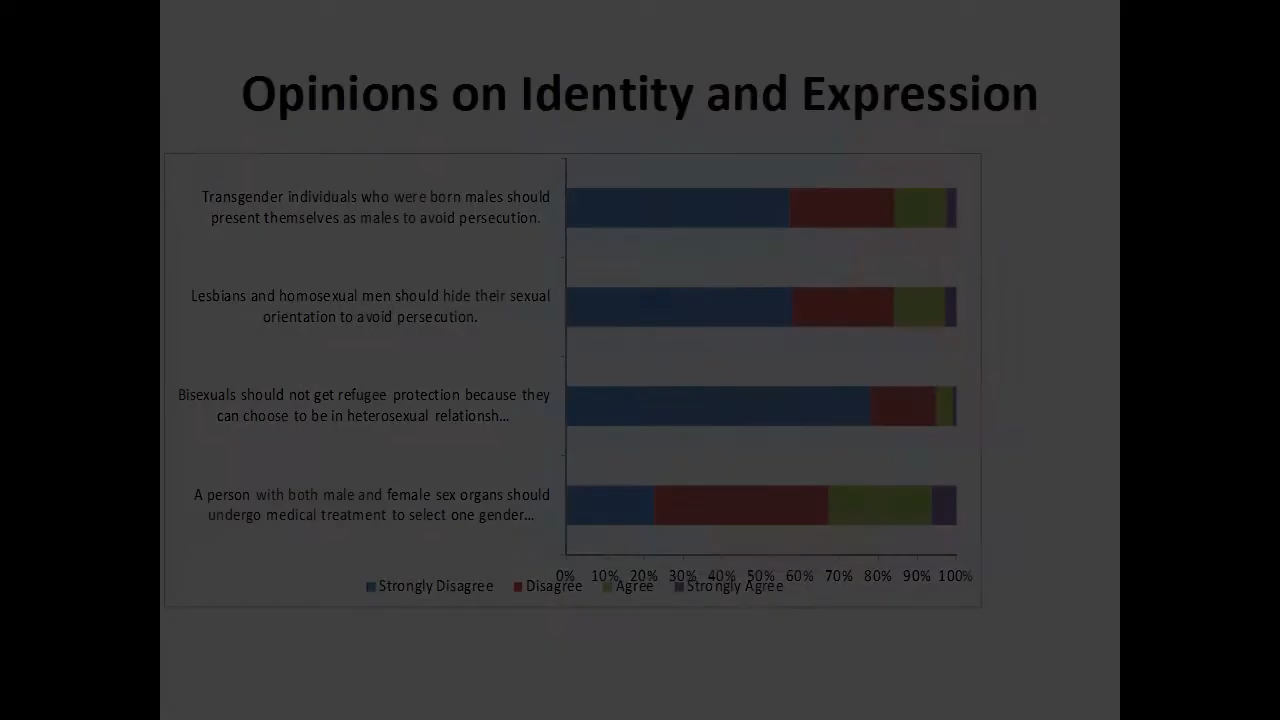 Opinions on Identity and Expression
Transgender individuals who were born males should
present themselves as males to avoid persecution.
Lesbians and homosexual men should hide their sexual
orientation to avoid persecution.
Bisexuals should not get refugee protection because they
can choose to be in heterosexual relationsh...
A person with both male and female sex organs should
undergo medical treatment to select one gender...
0% 10% 20% 30% 40% 50% 60% 70% 80% 90% 100%
Strongly Disagree Disagree Agree Strongly Agree